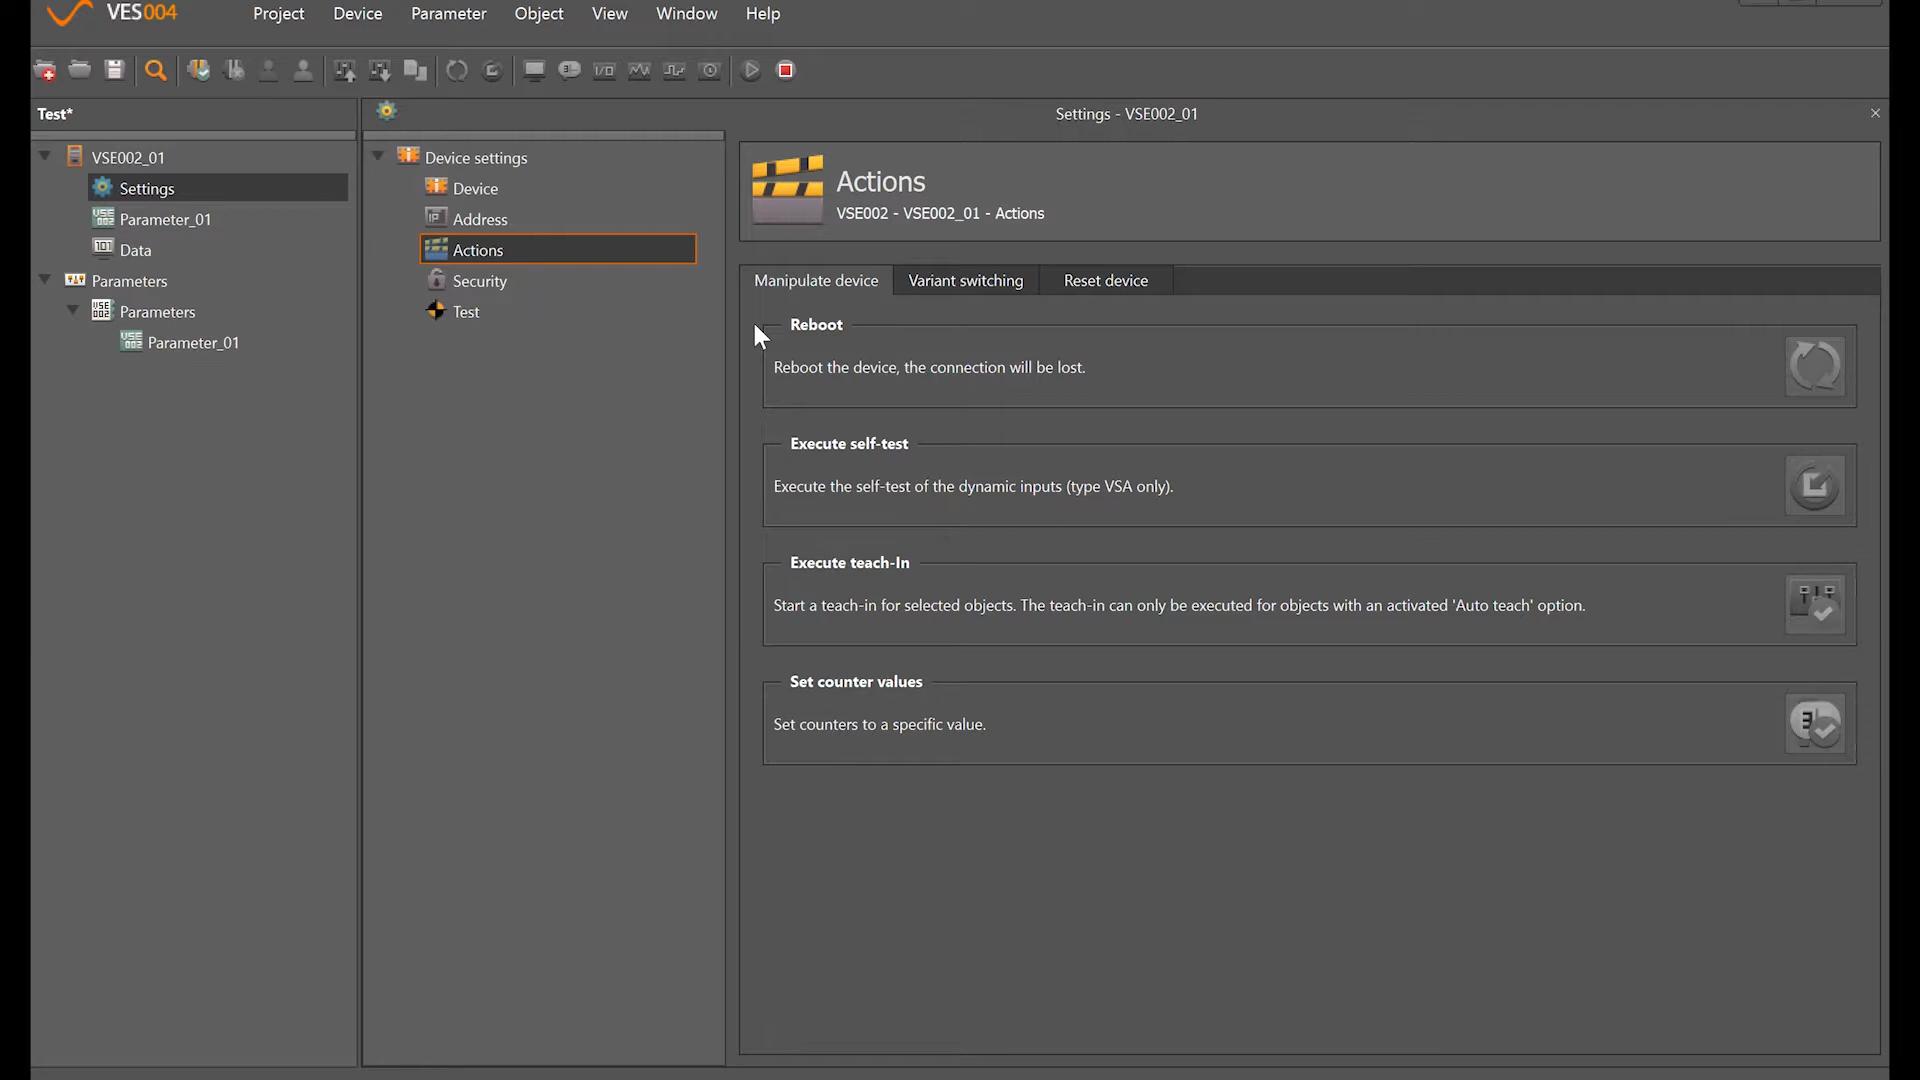 VES004
Project Device Parameter Object View Window Help
Test*
Settings - VSE002_01
VSE002_01
Settings
Parameter_01
Data
Parameters
Parameters
Parameter_01
Device settings
Device
Address
Actions
Security
Test
Actions
VSE002 - VSE002_01 - Actions
Manipulate device Variant switching Reset device
Reboot
Reboot the device, the connection will be lost.
Execute self-test
Execute the self-test of the dynamic inputs (type VSA only).
Execute teach-In
Start a teach-in for selected objects. The teach-in can only be executed for objects with an activated 'Auto teach' option.
Set counter values
Set counters to a specific value.